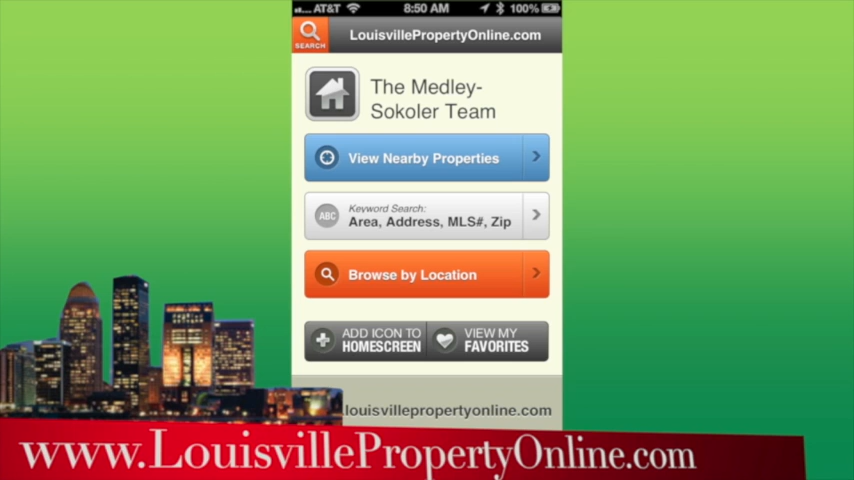 AT&T 8:50 AM 100%
SEARCH
LouisvillePropertyOnline.com
The Medley-
Sokoler Team
View Nearby Properties
ABC
Keyword Search:
Area, Address, MLS#, Zip
Browse by Location
ADD ICON TO
HOMESCREEN
VIEW MY
FAVORITES
louisvillepropertyonline.com
www.LouisvillePropertyOnline.com